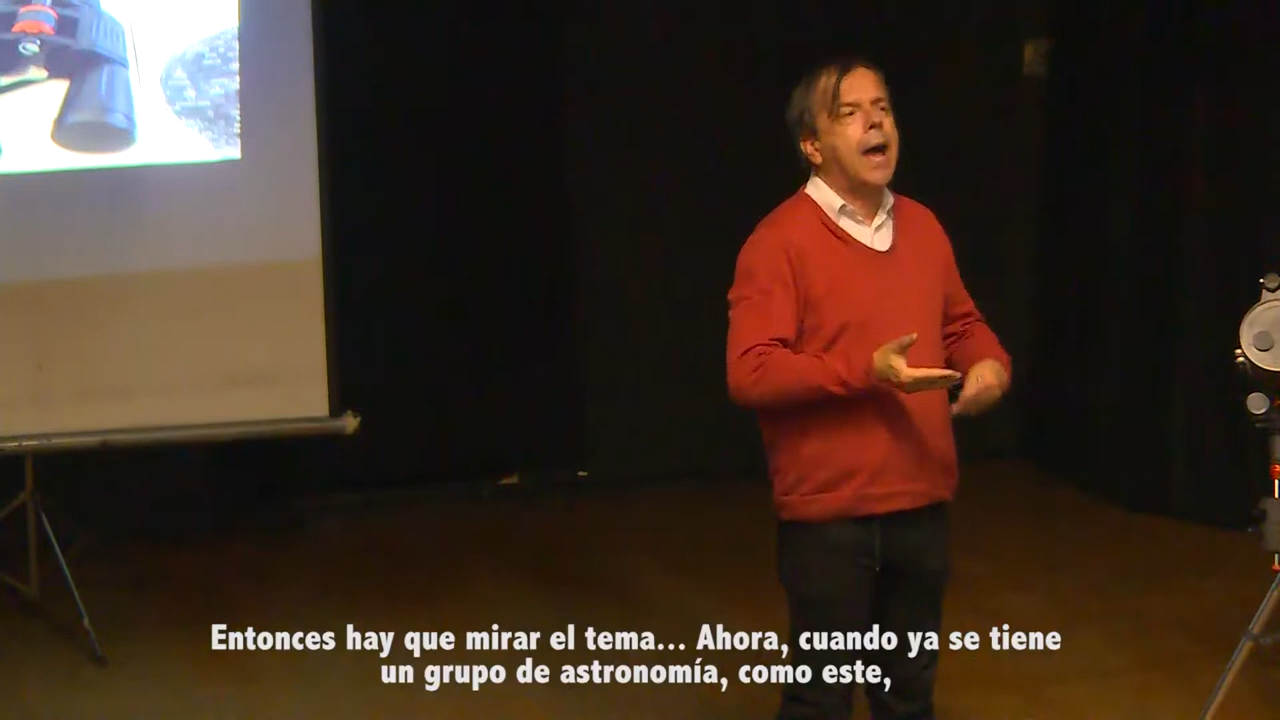 Entonces hay que mirar el tema... Ahora, cuando ya se tiene
un grupo de astronomía, como este,